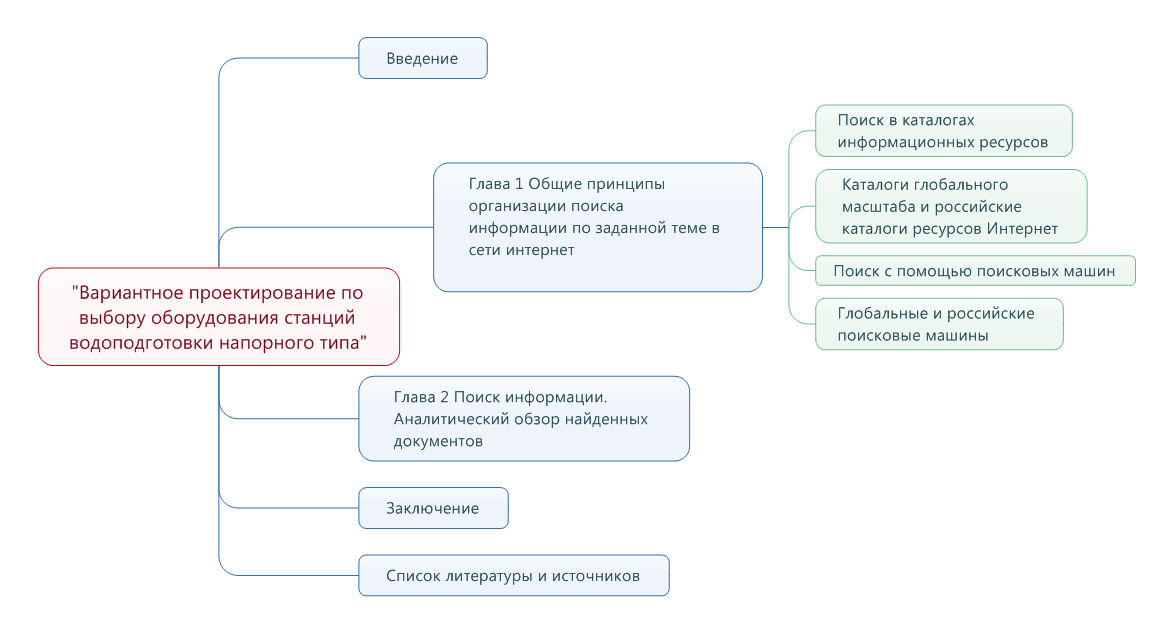 Введение
Поиск в каталогах
информационных ресурсов
Глава 1 Общие принципы
организации поиска
информации по заданной теме в
сети интернет
Каталоги глобального
масштаба и российские
каталоги ресурсов Интернет
Поиск с помощью поисковых машин
Глобальные и российские
поисковые машины
"Вариантное проектирование по
выбору оборудования станций
водоподготовки напорного типа"
Глава 2 Поиск информации.
Аналитический обзор найденных
документов
Заключение
Список литературы и источников